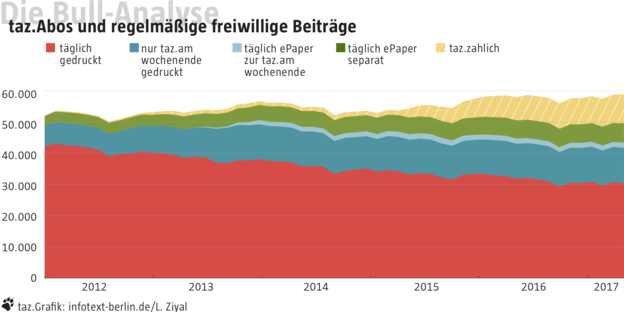 Die Bull-Analyse
taz.Abos und regelmäßige freiwillige Beiträge
täglich
gedruckt
nur taz.am
wochenende
gedruckt
täglich ePaper
zur taz.am
wochenende
täglich ePaper
separat
taz.zahlich
60.000
50.000
40.000
30.000
20.000
10.000
0
2012 2013 2014 2015 2016 2017
taz.Grafik: infotext-berlin.de/L. Ziyal